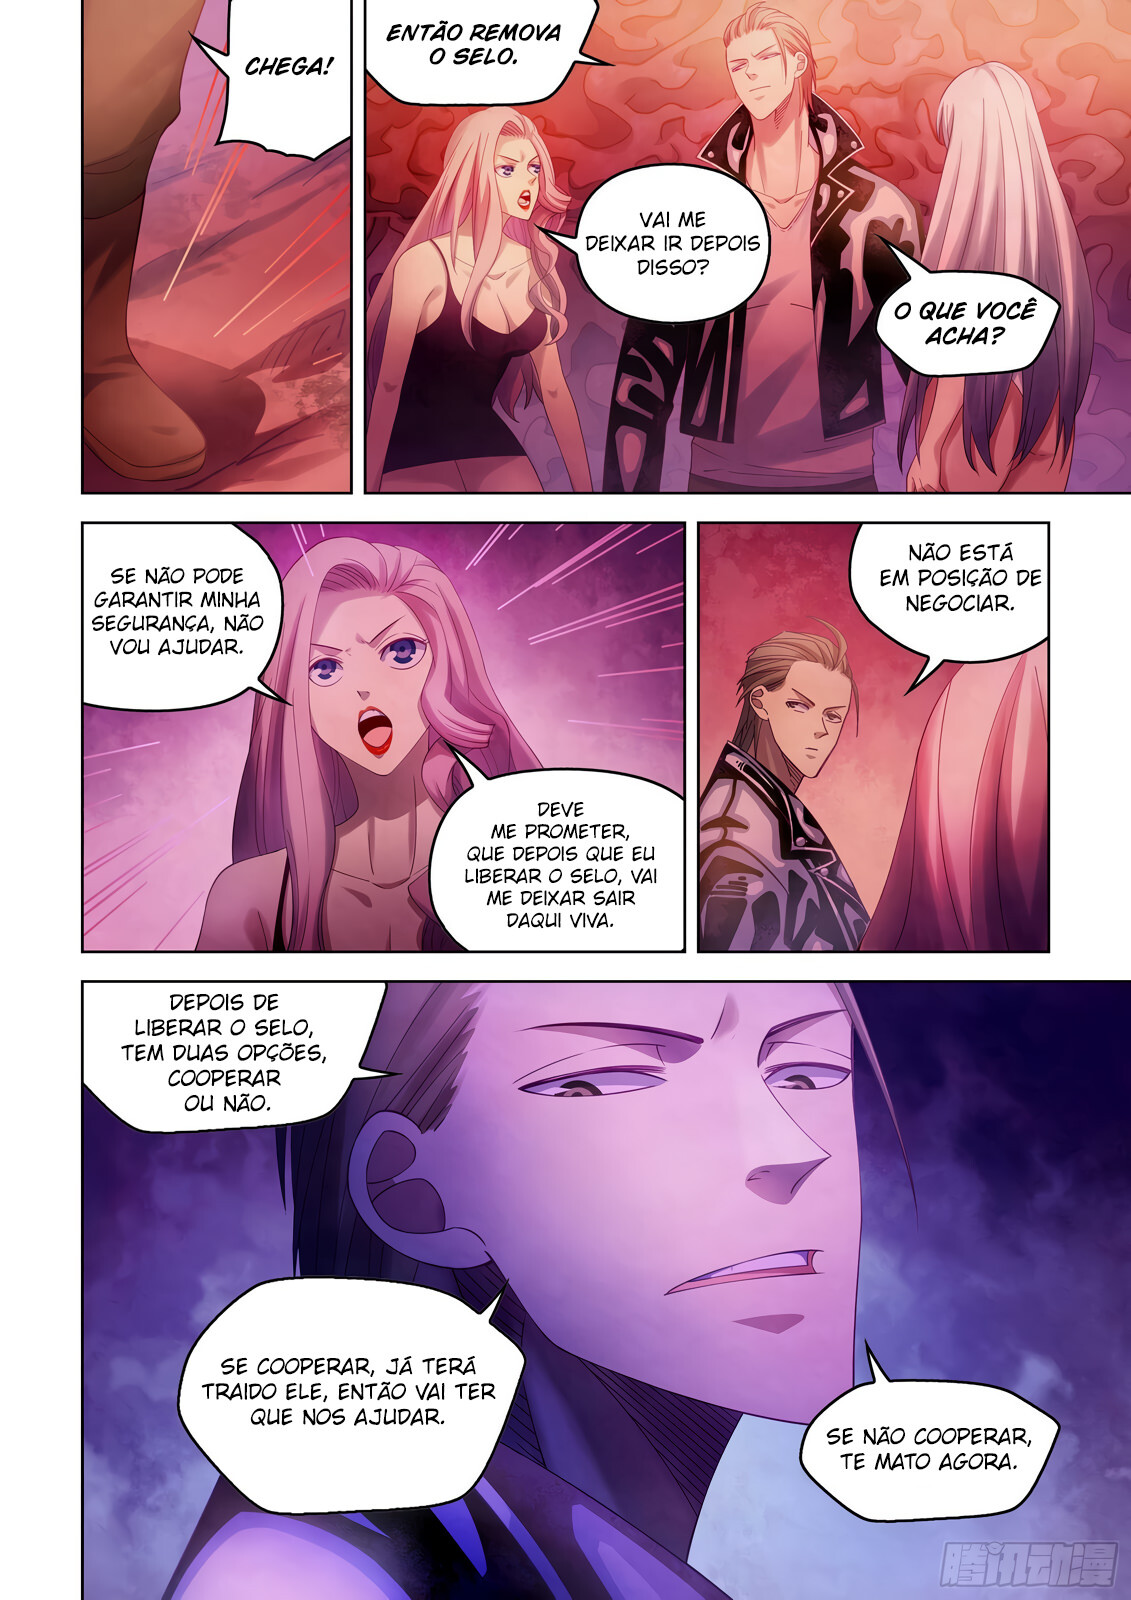 CHEGA!
ENTÃO REMOVA
O SELO.
VAI ME
DEIXAR IR DEPOIS
DISSO?
O QUE VOCÊ
ACHA?
SE NÃO PODE
GARANTIR MINHA
SEGURANÇA, NÃO
VOU AJUDAR.
DEVE
ME PROMETER,
QUE DEPOIS QUE EU
LIBERAR O SELO, VAI
ME DEIXAR SAIR
DAQUI VIVA.
NÃO ESTÁ
EM POSIÇÃO DE
NEGOCIAR.
DEPOIS DE
LIBERAR O SELO,
TEM DUAS OPÇÕES,
COOPERAR
OU NÃO.
SE COOPERAR, JÁ TERÁ
TRAIDO ELE, ENTÃO VAI TER
QUE NOS AJUDAR.
SE NÃO COOPERAR,
TE MATO AGORA.
腾讯动漫